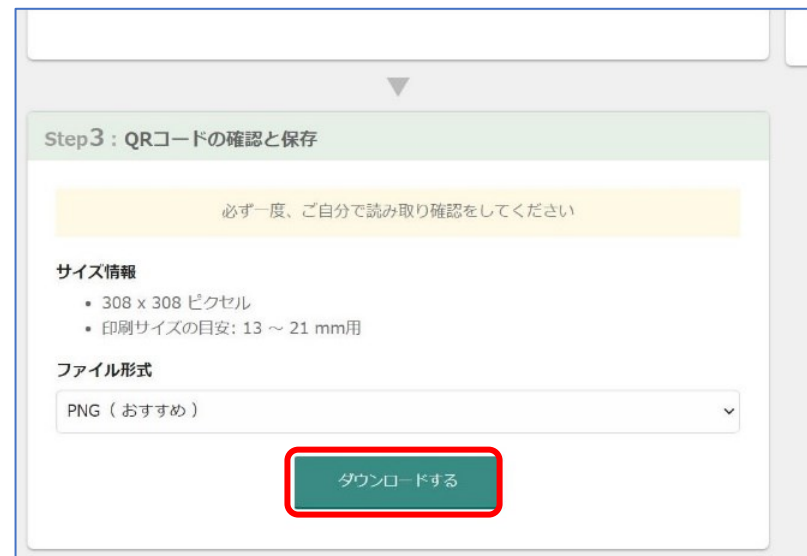 Step3：QRコードの確認と保存
必ず一度、ご自分で読み取り確認をしてください
サイズ情報
• 308 x 308 ピクセル
• 印刷サイズの目安: 13 ～ 21 mm用
ファイル形式
PNG（おすすめ）
ダウンロードする